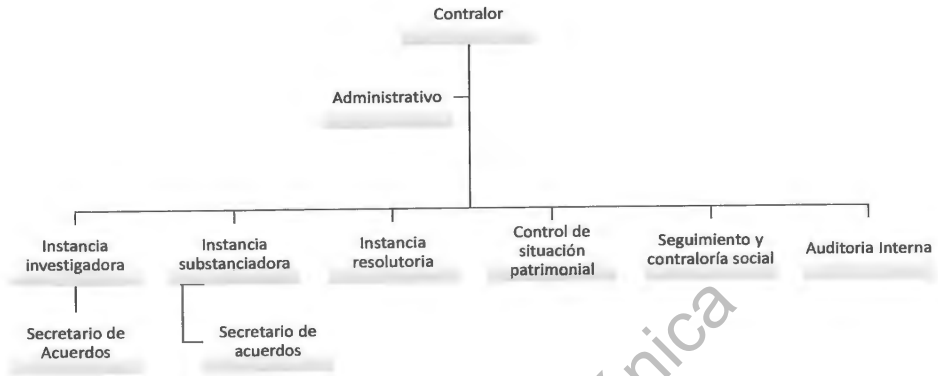 Contralor
Administrativo
Instancia
investigadora
Instancia
substanciadora
Instancia
resolutoria
Control de
situación
patrimonial
Seguimiento y
contraloría social
Auditoria Interna
Secretario de
Acuerdos
Secretario de
acuerdos